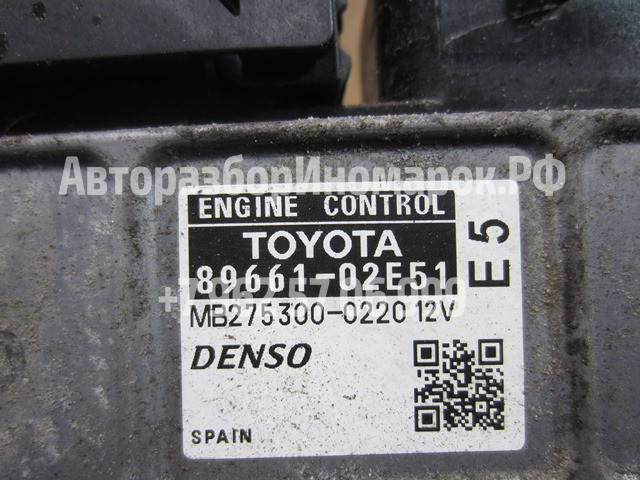 АвторазборИномарок.РФ
ENGINE CONTROL
TOYOTA
89661-02E51
E5
MB275300-0220 12V
DENSO
SPAIN